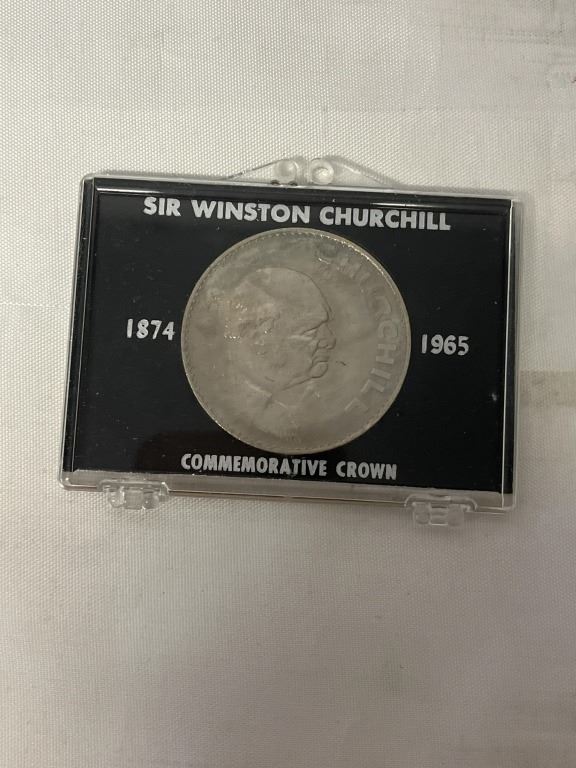 SIR WINSTON CHURCHILL
CHURCHILL
1874
1965
COMMEMORATIVE CROWN